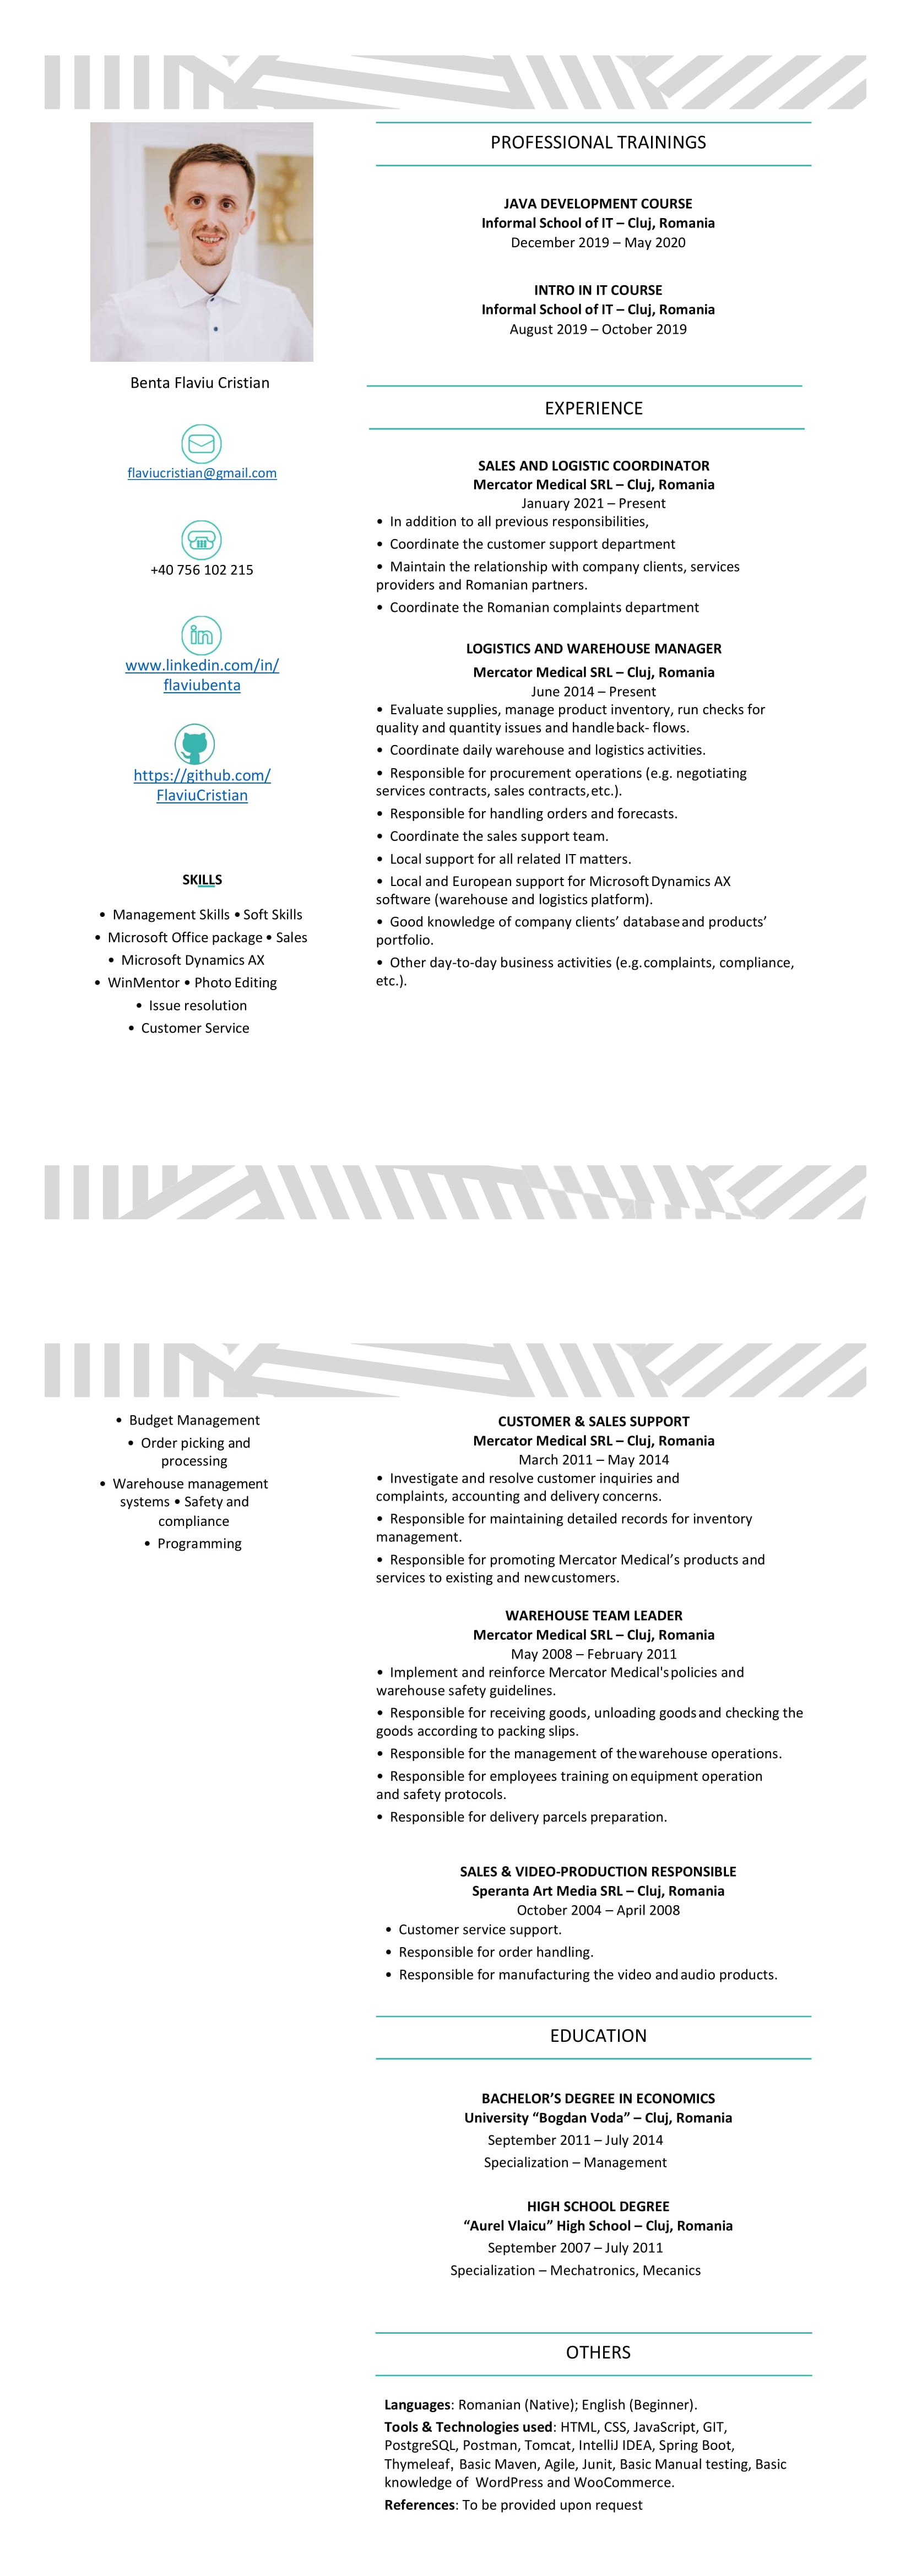 Benta Flaviu Cristian
flaviucristian@gmail.com
+40 756 102 215
www.linkedin.com/in/
flaviubenta
https://github.com/
FlaviuCristian
SKILLS
• Management Skills • Soft Skills
• Microsoft Office package • Sales
• Microsoft Dynamics AX
• WinMentor • Photo Editing
• Issue resolution
• Customer Service
PROFESSIONAL TRAININGS
JAVA DEVELOPMENT COURSE
Informal School of IT – Cluj, Romania
December 2019 – May 2020
INTRO IN IT COURSE
Informal School of IT – Cluj, Romania
August 2019 – October 2019
EXPERIENCE
SALES AND LOGISTIC COORDINATOR
Mercator Medical SRL – Cluj, Romania
January 2021 – Present
• In addition to all previous responsibilities,
• Coordinate the customer support department
• Maintain the relationship with company clients, services
providers and Romanian partners.
• Coordinate the Romanian complaints department
LOGISTICS AND WAREHOUSE MANAGER
Mercator Medical SRL – Cluj, Romania
June 2014 – Present
• Evaluate supplies, manage product inventory, run checks for
quality and quantity issues and handle back- flows.
• Coordinate daily warehouse and logistics activities.
• Responsible for procurement operations (e.g. negotiating
services contracts, sales contracts, etc.).
• Responsible for handling orders and forecasts.
• Coordinate the sales support team.
• Local support for all related IT matters.
• Local and European support for Microsoft Dynamics AX
software (warehouse and logistics platform).
• Good knowledge of company clients’ database and products’
portfolio.
• Other day-to-day business activities (e.g. complaints, compliance,
etc.).
• Budget Management
• Order picking and
processing
• Warehouse management
systems • Safety and
compliance
• Programming
CUSTOMER & SALES SUPPORT
Mercator Medical SRL – Cluj, Romania
March 2011 – May 2014
• Investigate and resolve customer inquiries and
complaints, accounting and delivery concerns.
• Responsible for maintaining detailed records for inventory
management.
• Responsible for promoting Mercator Medical’s products and
services to existing and new customers.
WAREHOUSE TEAM LEADER
Mercator Medical SRL – Cluj, Romania
May 2008 – February 2011
• Implement and reinforce Mercator Medical's policies and
warehouse safety guidelines.
• Responsible for receiving goods, unloading goods and checking the
goods according to packing slips.
• Responsible for the management of the warehouse operations.
• Responsible for employees training on equipment operation
and safety protocols.
• Responsible for delivery parcels preparation.
SALES & VIDEO-PRODUCTION RESPONSIBLE
Speranta Art Media SRL – Cluj, Romania
October 2004 – April 2008
• Customer service support.
• Responsible for order handling.
• Responsible for manufacturing the video and audio products.
EDUCATION
BACHELOR’S DEGREE IN ECONOMICS
University “Bogdan Voda” – Cluj, Romania
September 2011 – July 2014
Specialization – Management
HIGH SCHOOL DEGREE
“Aurel Vlaicu” High School – Cluj, Romania
September 2007 – July 2011
Specialization – Mechatronics, Mecanics
OTHERS
Languages: Romanian (Native); English (Beginner).
Tools & Technologies used: HTML, CSS, JavaScript, GIT,
PostgreSQL, Postman, Tomcat, IntelliJ IDEA, Spring Boot,
Thymeleaf, Basic Maven, Agile, Junit, Basic Manual testing, Basic
knowledge of WordPress and WooCommerce.
References: To be provided upon request